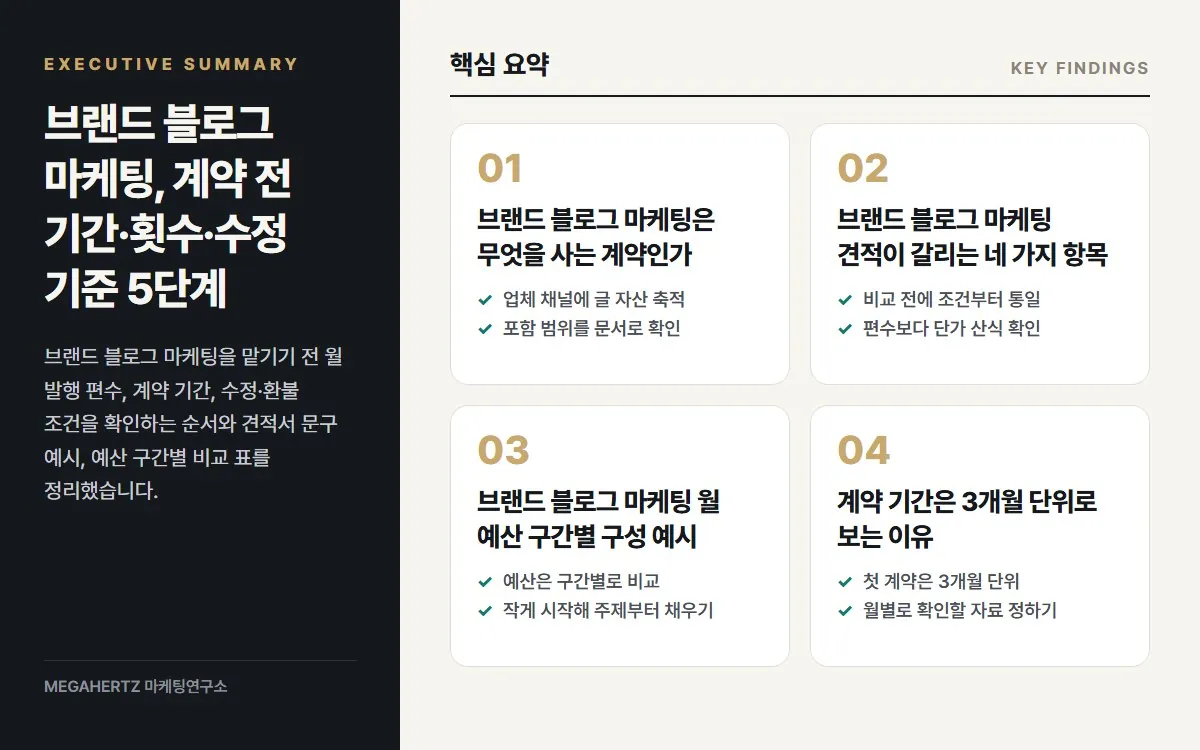 EXECUTIVE SUMMARY
브랜드 블로그
마케팅, 계약 전
기간·횟수·수정
기준 5단계
브랜드 블로그 마케팅을 맡기기 전 월
발행 편수, 계약 기간, 수정·환불
조건을 확인하는 순서와 견적서 문구
예시, 예산 구간별 비교 표를
정리했습니다.
MEGAHERTZ 마케팅연구소
핵심 요약
KEY FINDINGS
01
브랜드 블로그 마케팅은
무엇을 사는 계약인가
✓ 업체 채널에 글 자산 축적
✓ 포함 범위를 문서로 확인
02
브랜드 블로그 마케팅
견적이 갈리는 네 가지 항목
✓ 비교 전에 조건부터 통일
✓ 편수보다 단가 산식 확인
03
브랜드 블로그 마케팅 월
예산 구간별 구성 예시
✓ 예산은 구간별로 비교
✓ 작게 시작해 주제부터 채우기
04
계약 기간은 3개월 단위로
보는 이유
✓ 첫 계약은 3개월 단위
✓ 월별로 확인할 자료 정하기